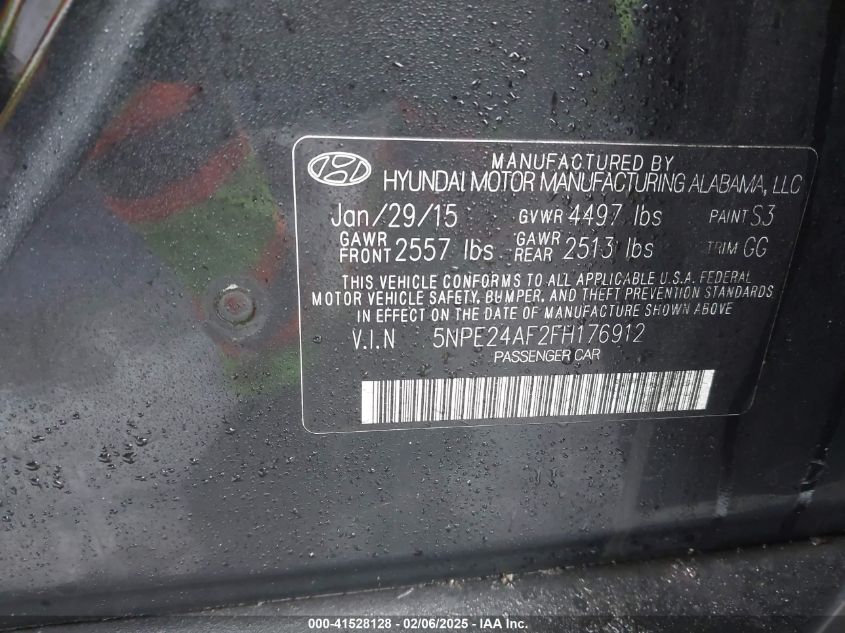 MANUFACTURED BY
HYUNDAI MOTOR MANUFACTURING ALABAMA, LLC
Jan/29/15 GVWR 4497 lbs PAINT S3
GAWR FRONT 2557 lbs GAWR REAR 2513 lbs TRIM GG
THIS VEHICLE CONFORMS TO ALL APPLICABLE U.S.A. FEDERAL
MOTOR VEHICLE SAFETY, BUMPER, AND THEFT PREVENTION STANDARDS
IN EFFECT ON THE DATE OF MANUFACTURE SHOWN ABOVE
V.I.N 5NPE24AF2FH176912
PASSENGER CAR
000-41528128 - 02/06/2025 - IAA Inc.